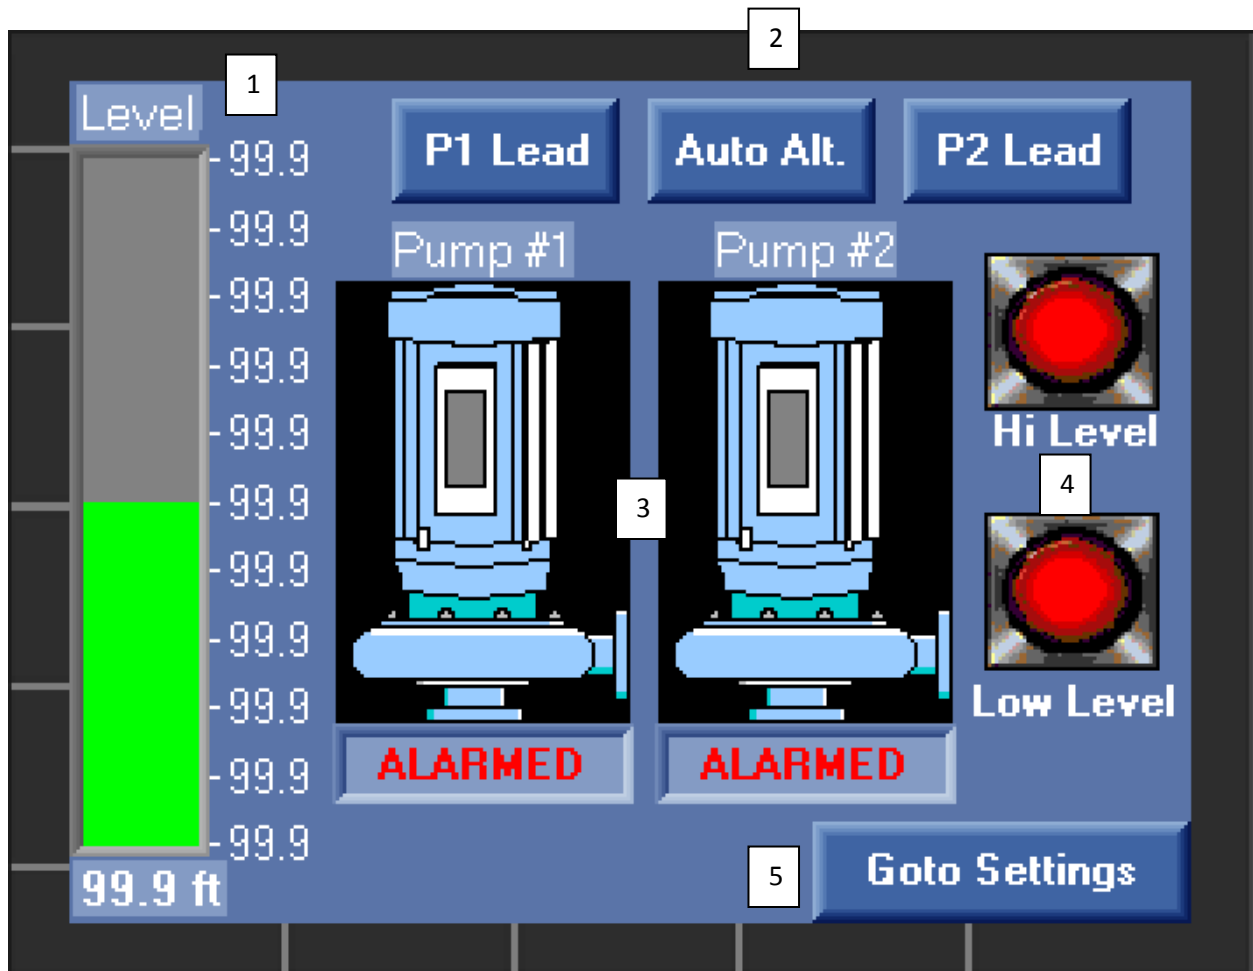 2
1
Level
P1 Lead
Auto Alt.
P2 Lead
-99.9
-99.9
-99.9
-99.9
-99.9
-99.9
-99.9
-99.9
-99.9
-99.9
-99.9
99.9 ft
Pump #1
Pump #2
3
ALARMED
ALARMED
Hi Level
4
Low Level
5
Goto Settings